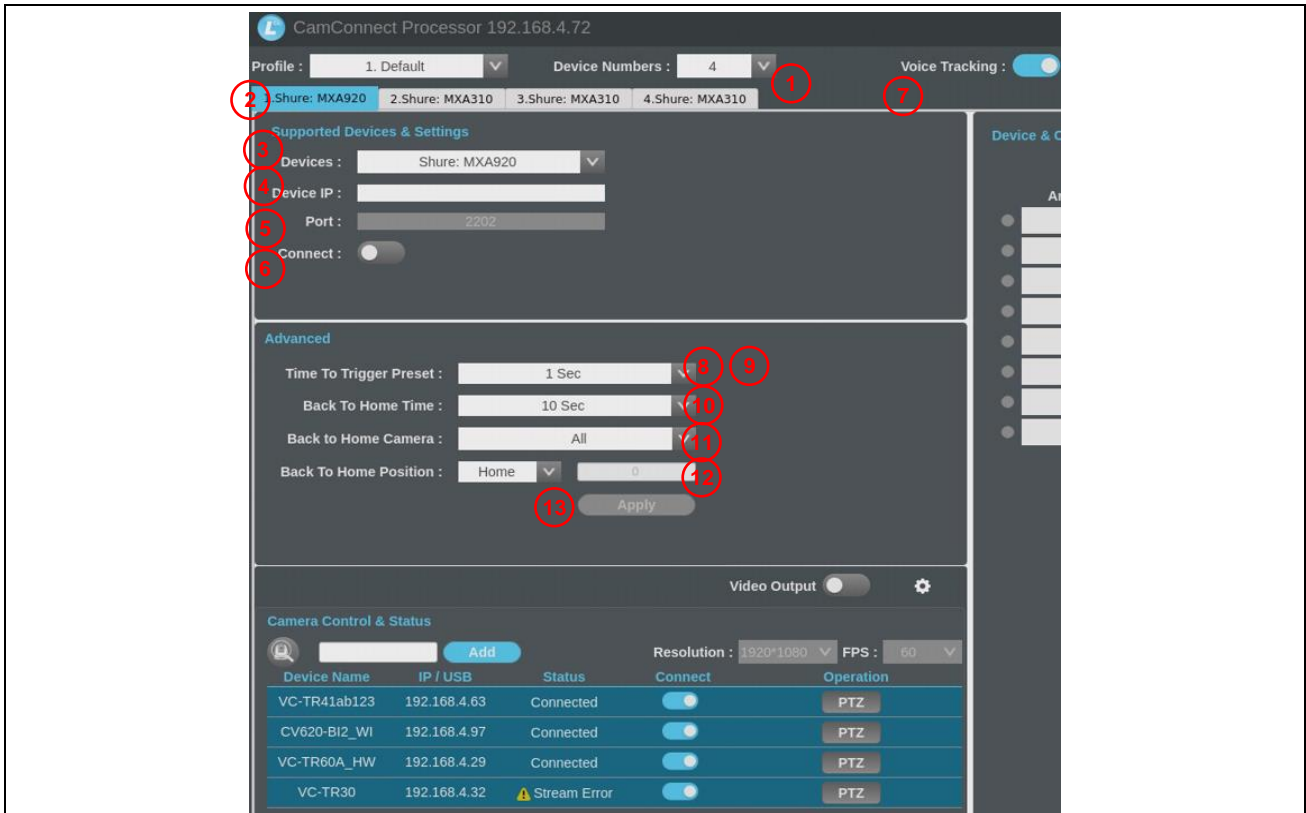 CamConnect Processor 192.168.4.72
Profile : 1. Default Device Numbers : 4 Voice Tracking :
1
2 1.Shure: MXA920 2.Shure: MXA310 3.Shure: MXA310 4.Shure: MXA310 7
Supported Devices & Settings Device &
3 Devices : Shure: MXA920
4 Device IP :
5 Port : 2202
6 Connect :
Advanced
Time To Trigger Preset : 1 Sec 8 9
Back To Home Time : 10 Sec 10
Back to Home Camera : All 11
Back To Home Position : Home 0 12
13 Apply
Video Output
Camera Control & Status
Add Resolution : 1920*1080 FPS : 60
Device Name IP / USB Status Connect Operation
VC-TR41ab123 192.168.4.63 Connected PTZ
CV620-BI2_WI 192.168.4.97 Connected PTZ
VC-TR60A_HW 192.168.4.29 Connected PTZ
VC-TR30 192.168.4.32 Stream Error PTZ